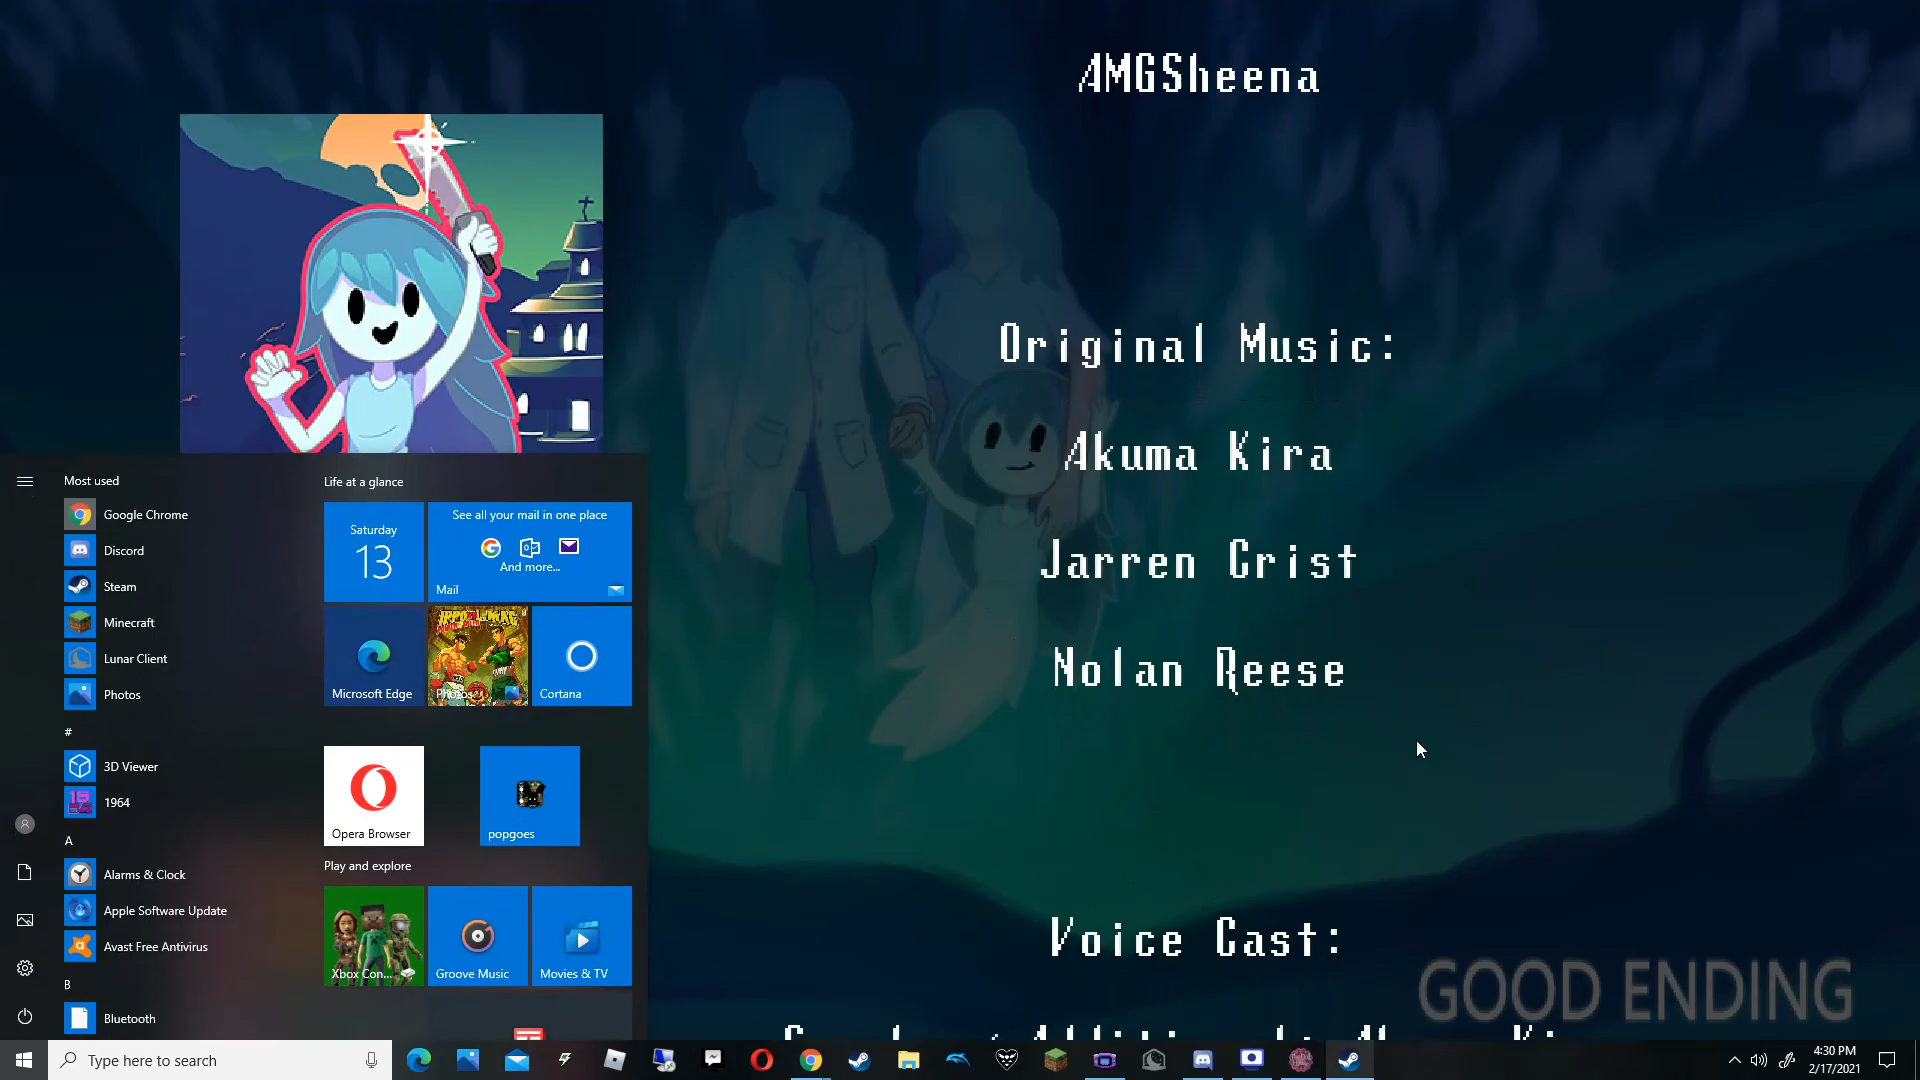 AMGSheena
Original Music:
Akuma Kira
Jarren Crist
Nolan Reese
Voice Cast:
GOOD ENDING
Most used
Google Chrome
Discord
Steam
Minecraft
Lunar Client
Photos
#
3D Viewer
1964
A
Alarms & Clock
Apple Software Update
Avast Free Antivirus
B
Bluetooth
Life at a glance
Saturday
13
See all your mail in one place
And more...
Mail
Microsoft Edge
Photos
Cortana
Opera Browser
popgoes
Play and explore
Xbox Con...
Groove Music
Movies & TV
Type here to search
4:30 PM
2/17/2021